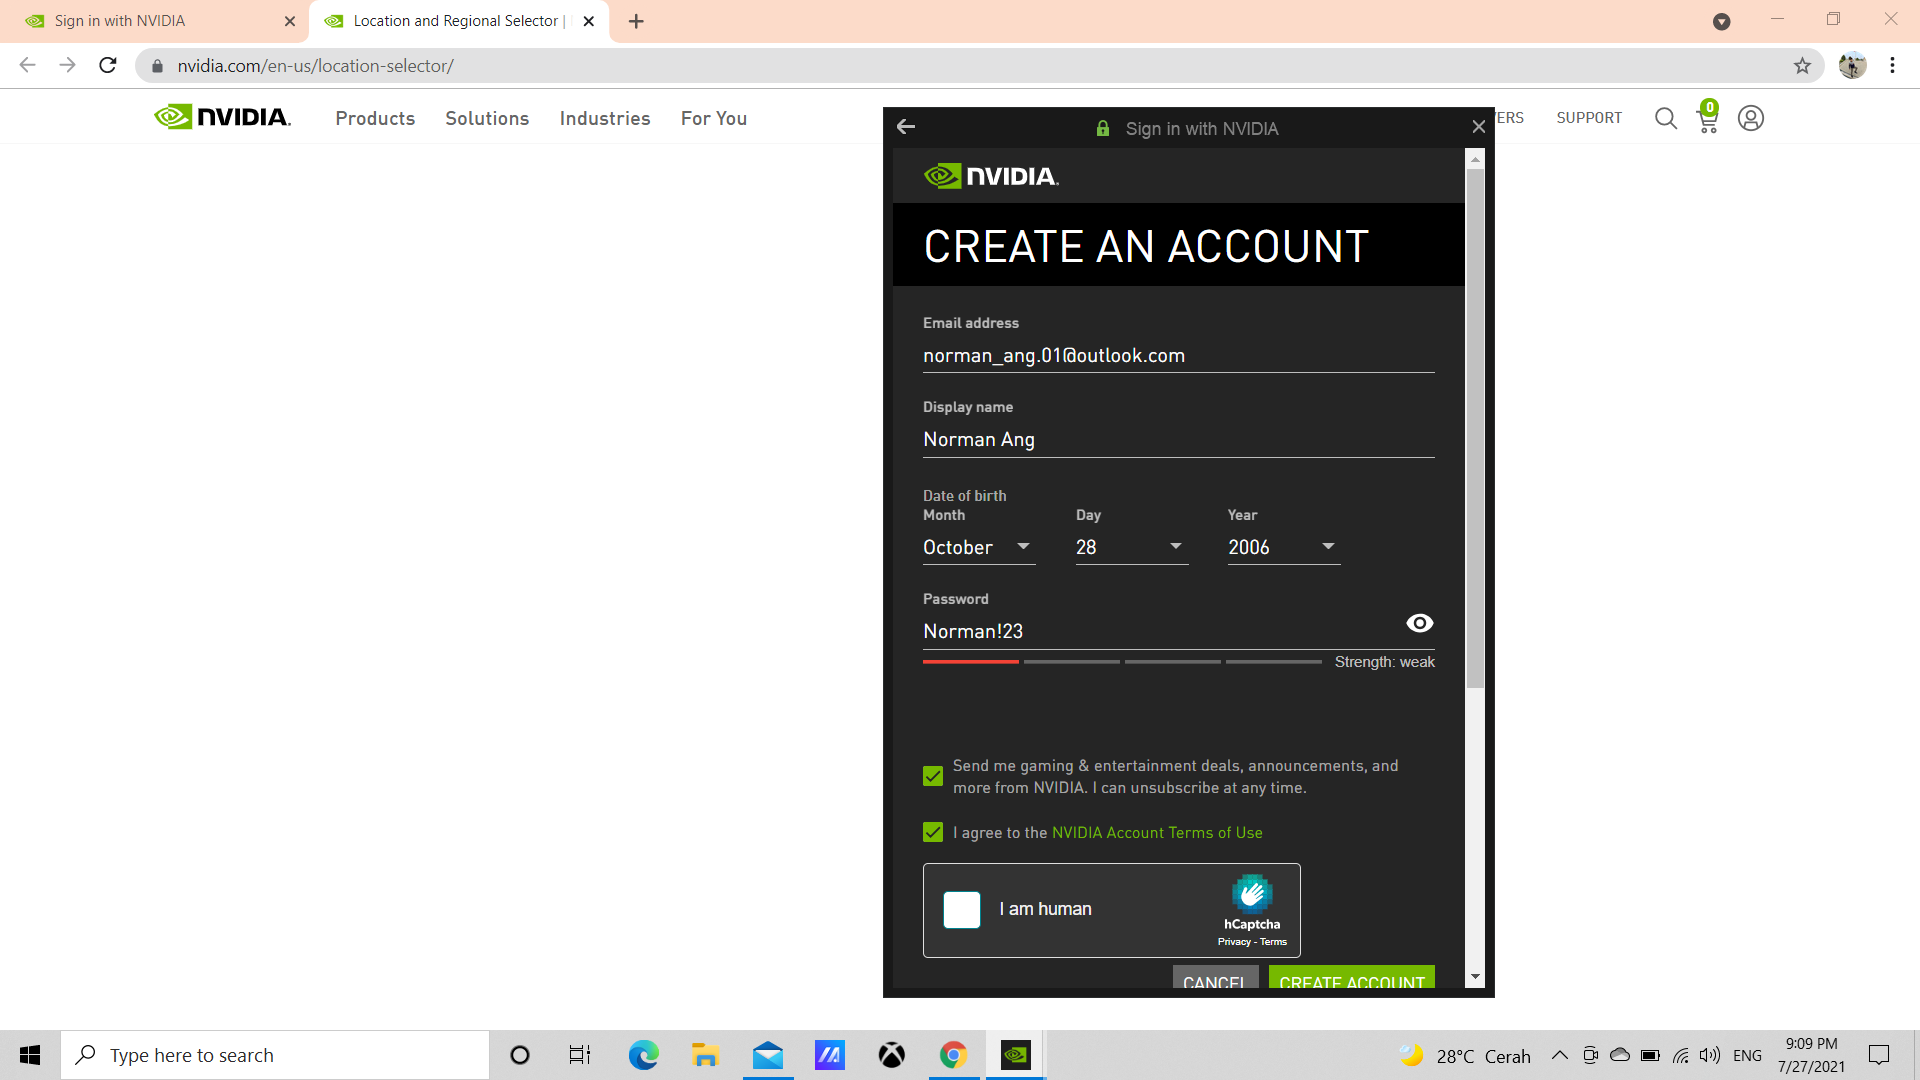 Sign in with NVIDIA
Location and Regional Selector |
nvidia.com/en-us/location-selector/
NVIDIA.
Products
Solutions
Industries
For You
SUPPORT
0
Sign in with NVIDIA
NVIDIA.
CREATE AN ACCOUNT
Email address
norman_ang.01@outlook.com
Display name
Norman Ang
Date of birth
Month
Day
Year
October
28
2006
Password
Norman!23
Strength: weak
Send me gaming & entertainment deals, announcements, and
more from NVIDIA. I can unsubscribe at any time.
I agree to the NVIDIA Account Terms of Use
I am human
hCaptcha
Privacy - Terms
CANCEL
CREATE ACCOUNT
Type here to search
28°C Cerah
ENG
9:09 PM
7/27/2021